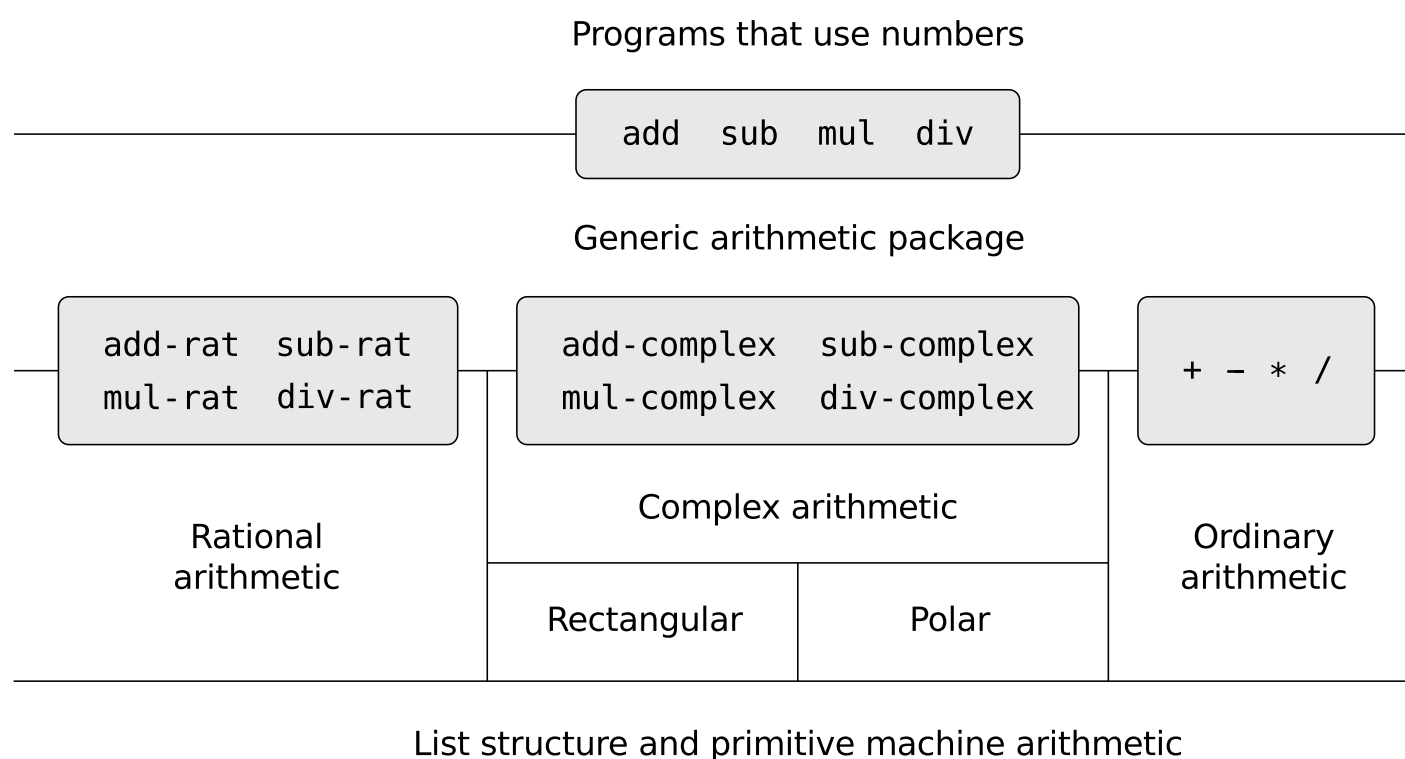 Programs that use numbers
add sub mul div
Generic arithmetic package
add-rat sub-rat
mul-rat div-rat
add-complex sub-complex
mul-complex div-complex
+ − * /
Rational
arithmetic
Complex arithmetic
Rectangular
Polar
Ordinary
arithmetic
List structure and primitive machine arithmetic